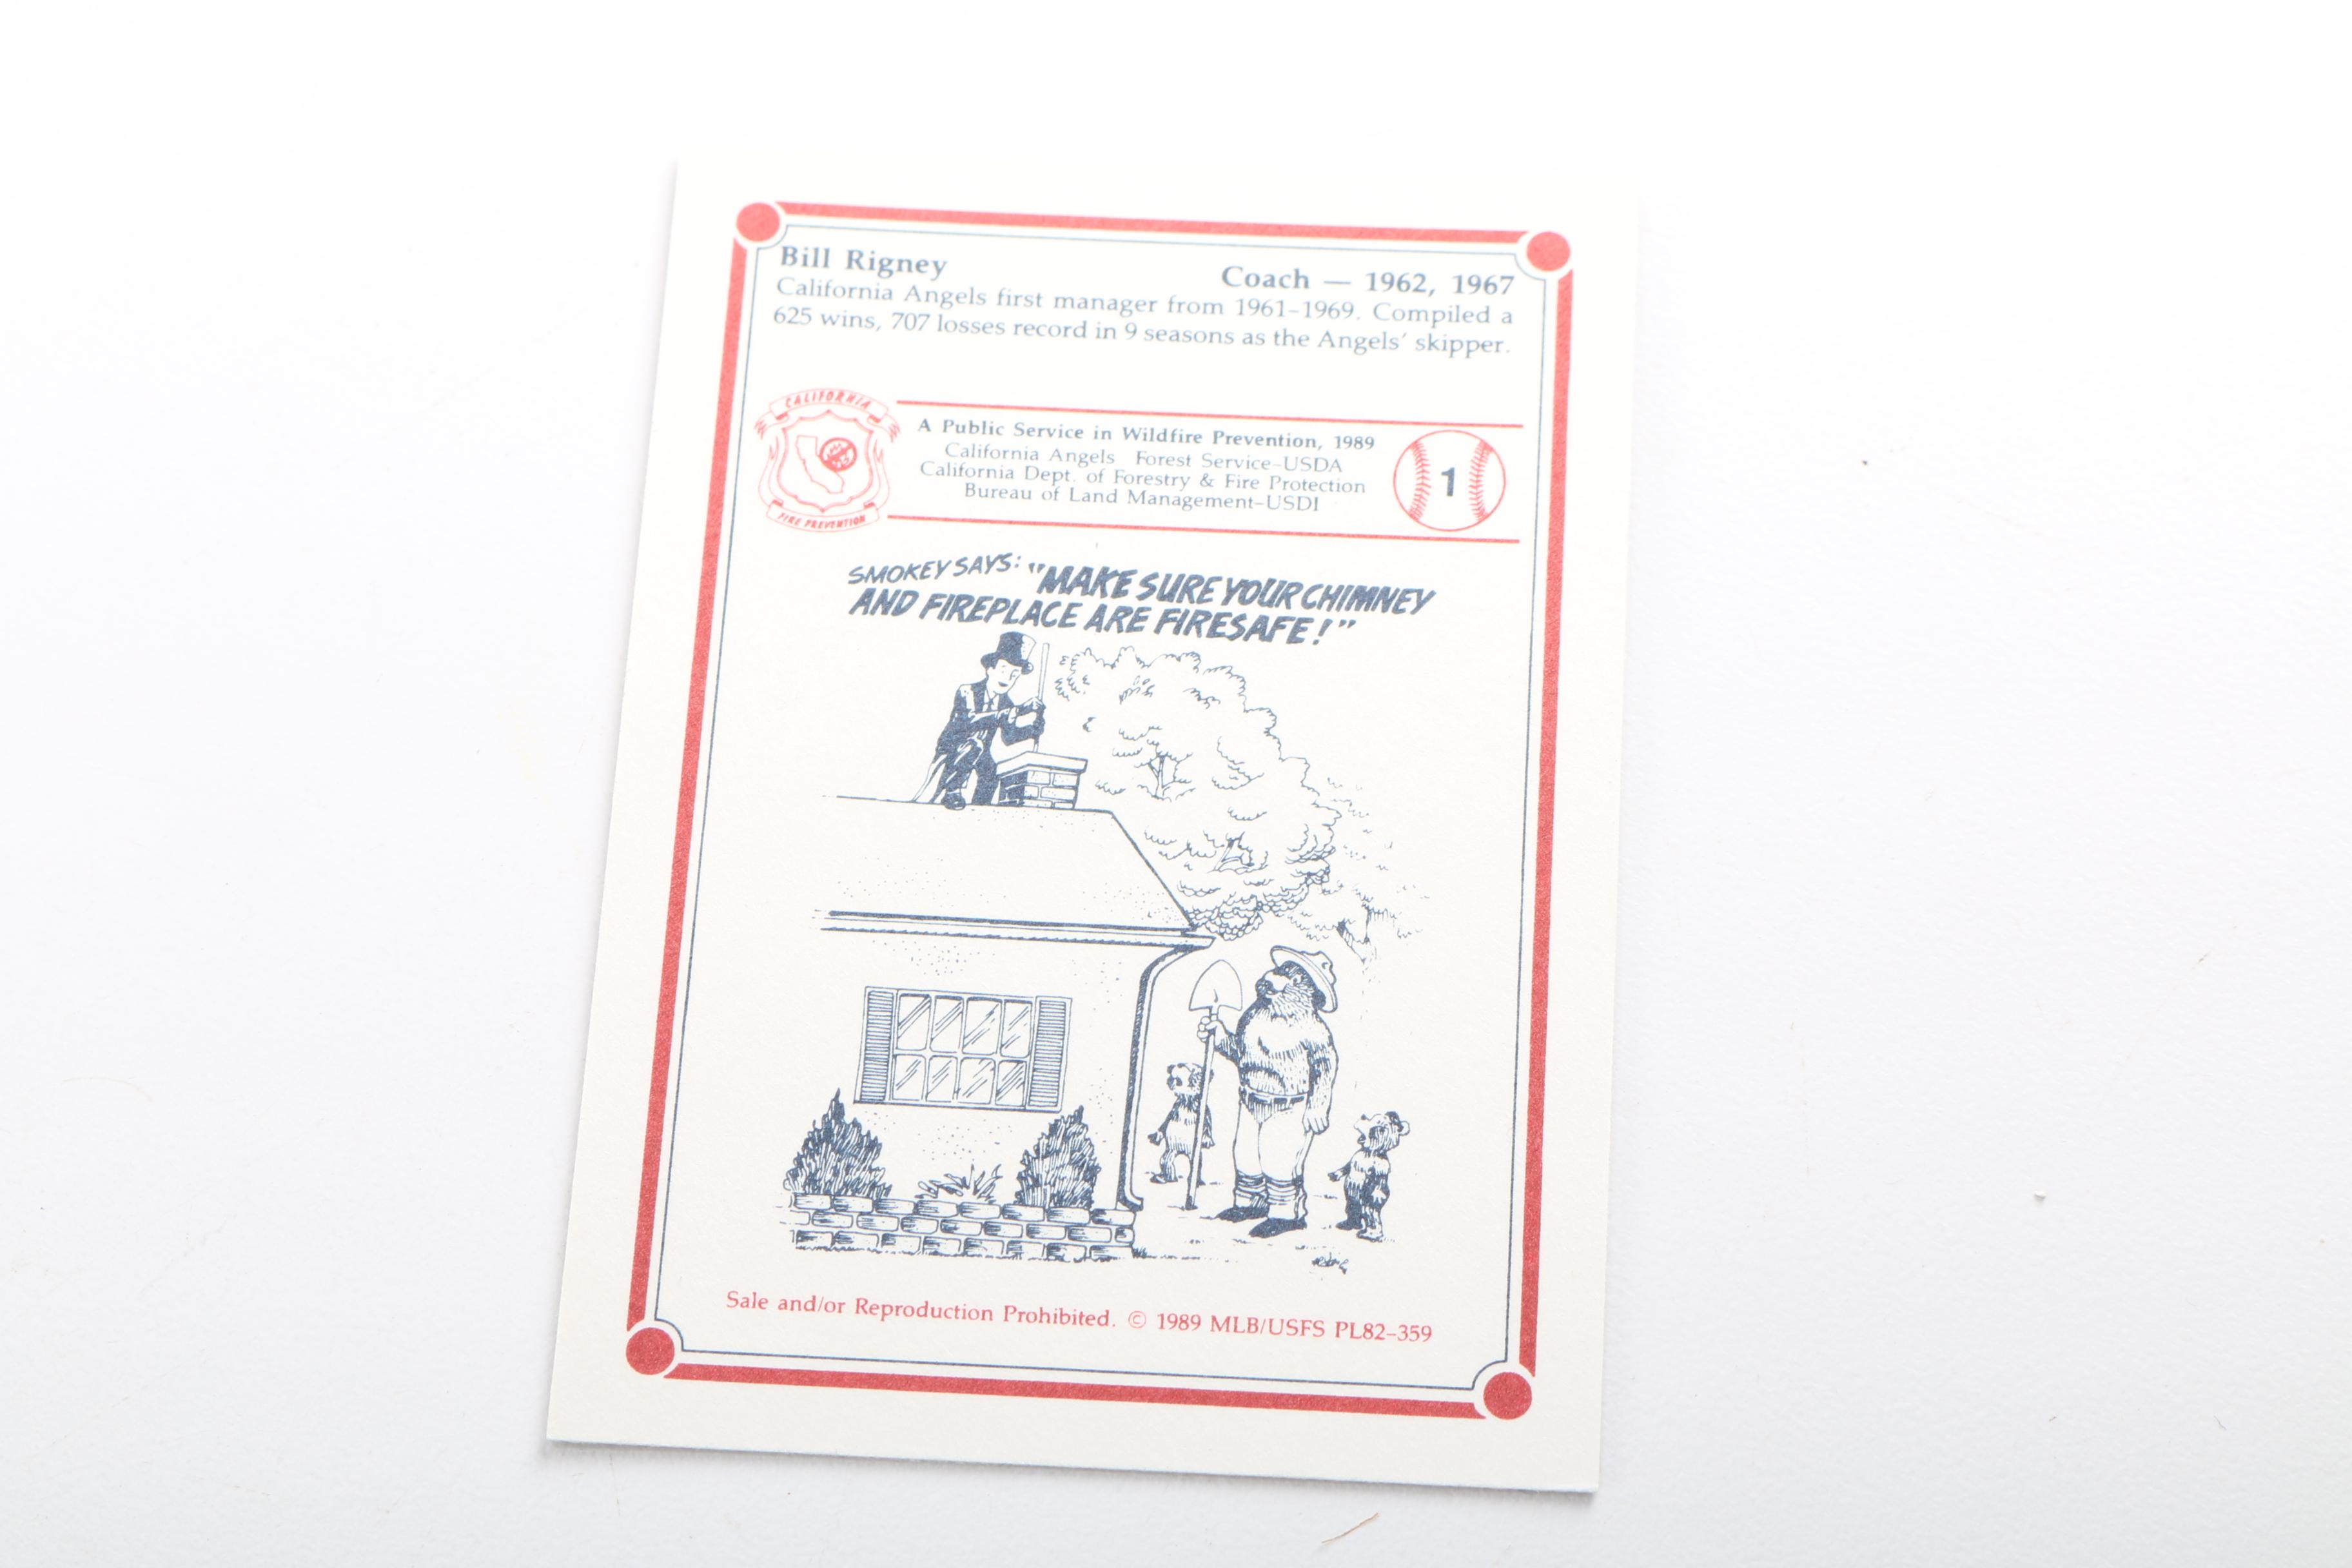 Bill Rigney Coach — 1962, 1967
California Angels first manager from 1961–1969. Compiled a
625 wins, 707 losses record in 9 seasons as the Angels' skipper.
CALIFORNIA
FIRE PREVENTION
A Public Service in Wildfire Prevention, 1989
California Angels Forest Service–USDA
California Dept. of Forestry & Fire Protection
Bureau of Land Management–USDI
1
SMOKEY SAYS: "MAKE SURE YOUR CHIMNEY
AND FIREPLACE ARE FIRESAFE!"
Sale and/or Reproduction Prohibited. © 1989 MLB/USFS PL82–359